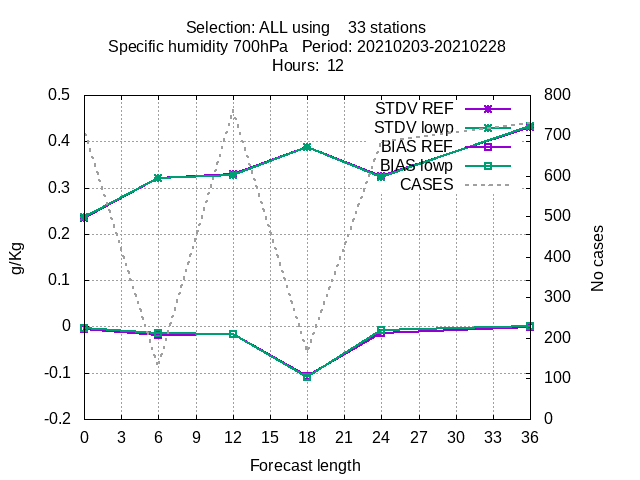 Selection: ALL using 33 stations
Specific humidity 700hPa Period: 20210203-20210228
Hours: 12
0.5
0.4
0.3
0.2
0.1
0
-0.1
-0.2
g/Kg
STDV REF
STDV lowp
BIAS REF
BIAS lowp
CASES
800
700
600
500
400
300
200
100
0
No cases
0 3 6 9 12 15 18 21 24 27 30 33 36
Forecast length